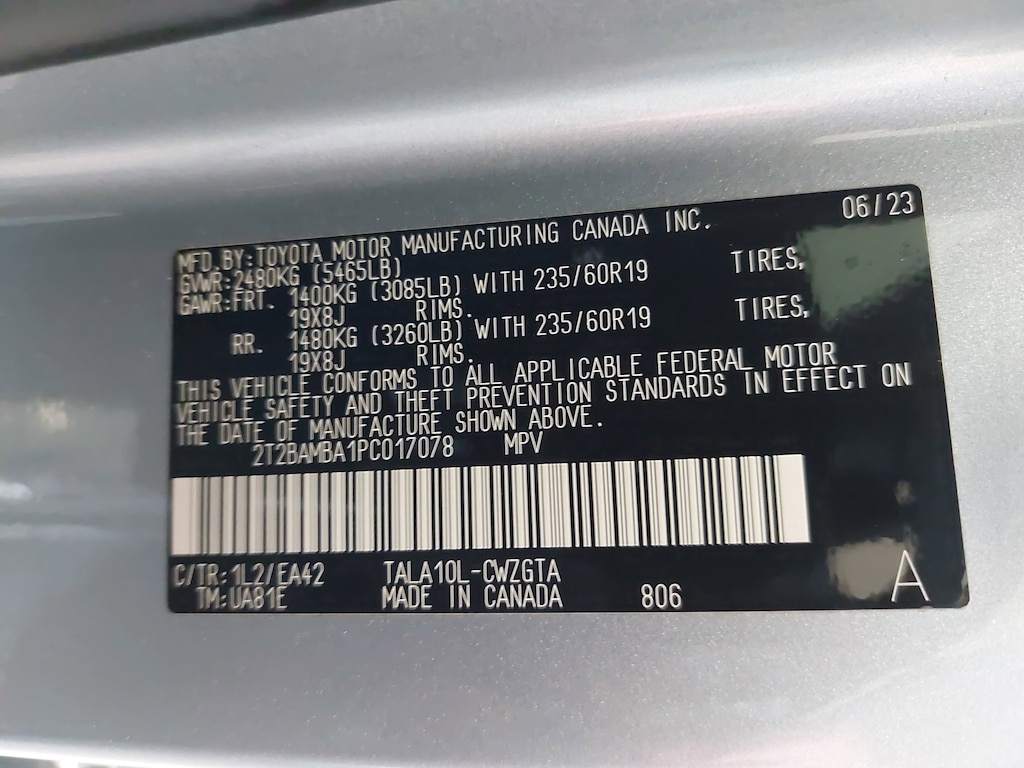 06/23
MFD.BY:TOYOTA MOTOR MANUFACTURING CANADA INC.
GVWR:2480KG (5465LB)
GAWR:FRT. 1400KG (3085LB) WITH 235/60R19 TIRES,
19X8J RIMS.
RR. 1480KG (3260LB) WITH 235/60R19 TIRES,
19X8J RIMS.
THIS VEHICLE CONFORMS TO ALL APPLICABLE FEDERAL MOTOR
VEHICLE SAFETY AND THEFT PREVENTION STANDARDS IN EFFECT ON
THE DATE OF MANUFACTURE SHOWN ABOVE.
2T2BAMBA1PC017078 MPV
C/TR:1L2/EA42 TALA10L-CWZGTA
TM:UA81E MADE IN CANADA 806
A